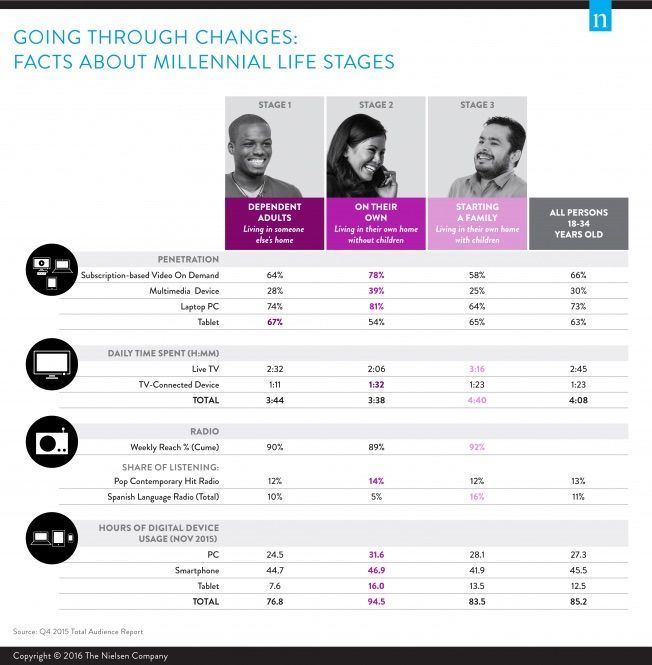 n
GOING THROUGH CHANGES:
FACTS ABOUT MILLENNIAL LIFE STAGES
STAGE 1 STAGE 2 STAGE 3
DEPENDENT ADULTS Living in someone else's home
ON THEIR OWN Living in their own home without children
STARTING A FAMILY Living in their own home with children
ALL PERSONS 18-34 YEARS OLD
PENETRATION
Subscription-based Video On Demand 64% 78% 58% 66%
Multimedia Device 28% 39% 25% 30%
Laptop PC 74% 81% 64% 73%
Tablet 67% 54% 65% 63%
DAILY TIME SPENT (H:MM)
Live TV 2:32 2:06 3:16 2:45
TV-Connected Device 1:11 1:32 1:23 1:23
TOTAL 3:44 3:38 4:40 4:08
RADIO
Weekly Reach % (Cume) 90% 89% 92%
SHARE OF LISTENING:
Pop Contemporary Hit Radio 12% 14% 12% 13%
Spanish Language Radio (Total) 10% 5% 16% 11%
HOURS OF DIGITAL DEVICE
USAGE (NOV 2015)
PC 24.5 31.6 28.1 27.3
Smartphone 44.7 46.9 41.9 45.5
Tablet 7.6 16.0 13.5 12.5
TOTAL 76.8 94.5 83.5 85.2
Source: Q4 2015 Total Audience Report
Copyright © 2016 The Nielsen Company